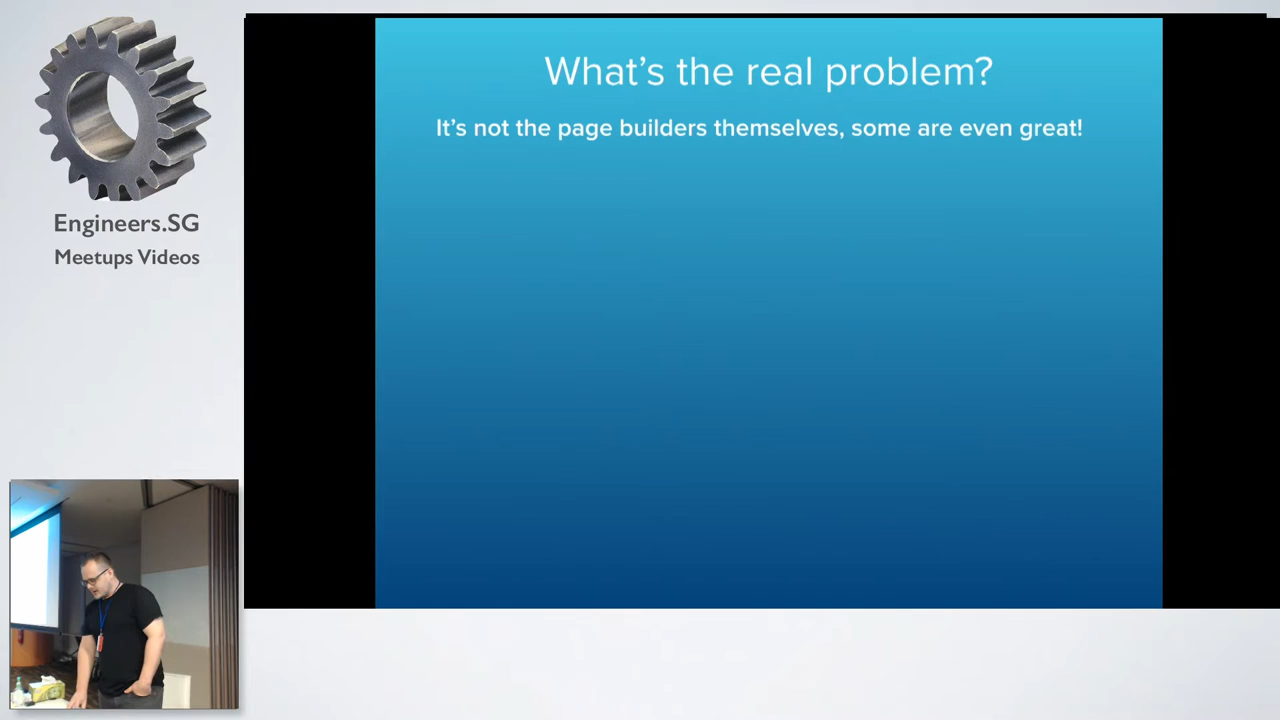 Engineers.SG
Meetups Videos
What's the real problem?
It's not the page builders themselves, some are even great!